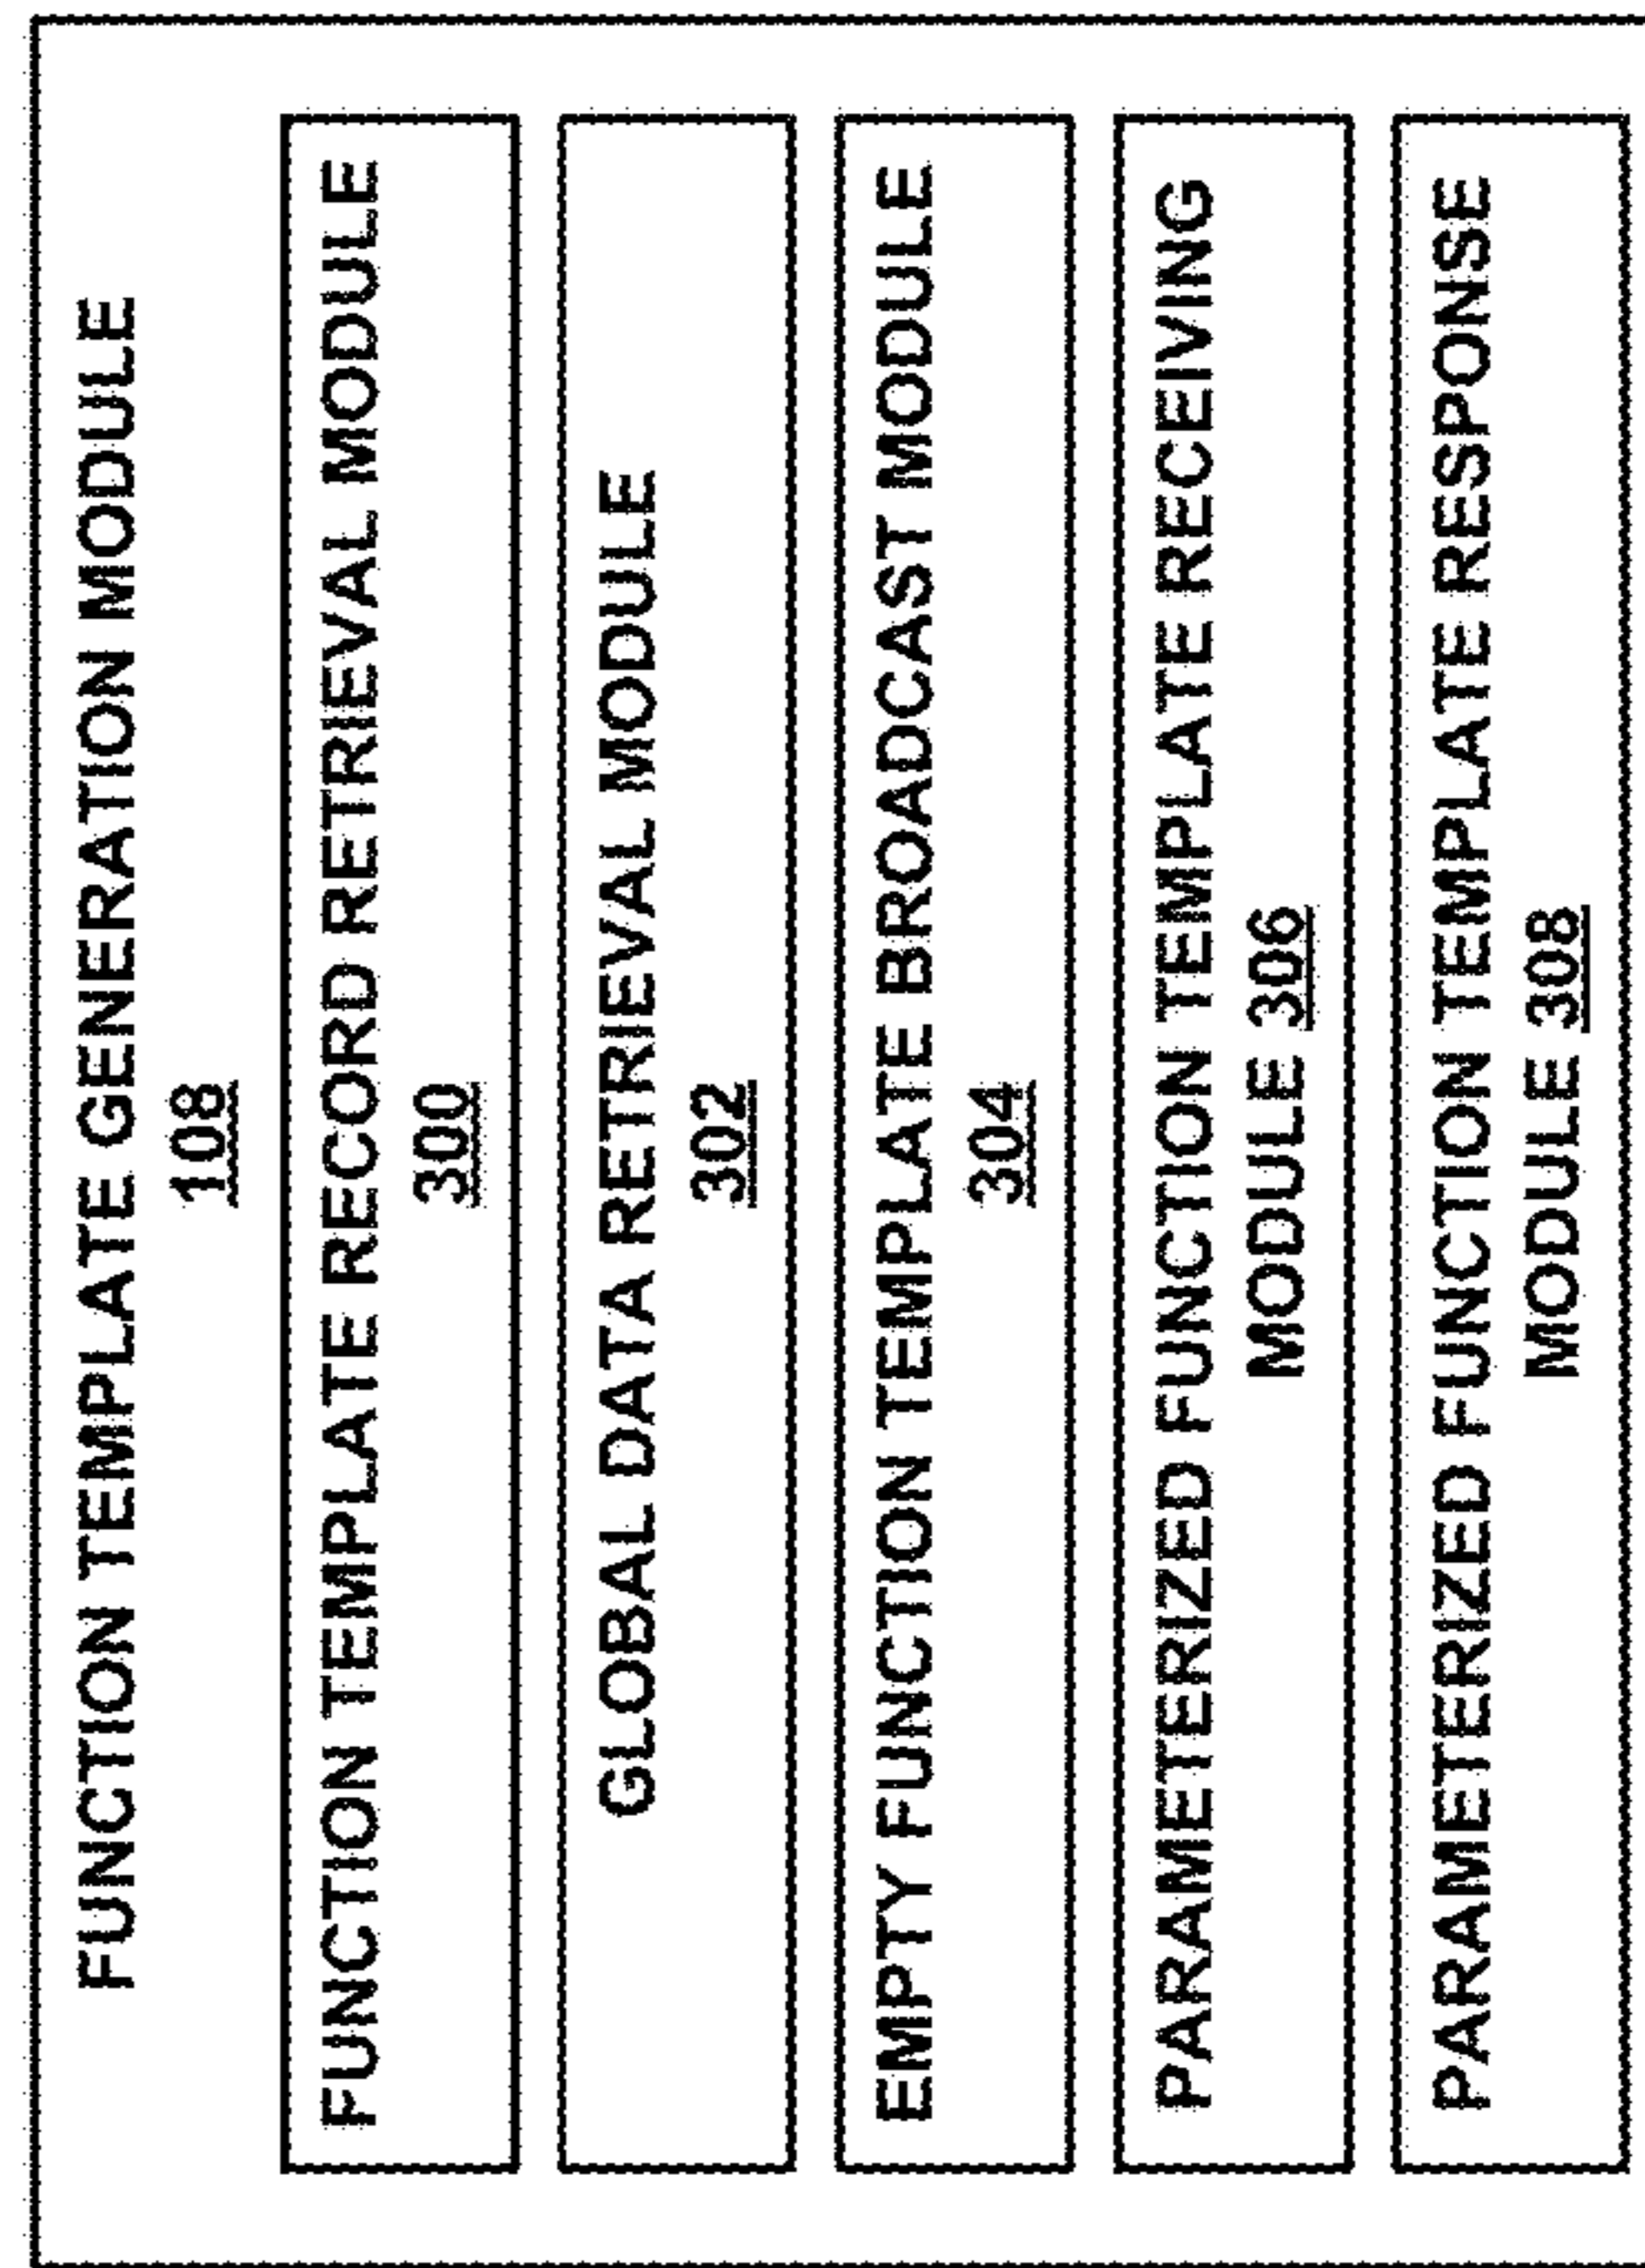 FUNCTION TEMPLATE GENERATION MODULE
108
FUNCTION TEMPLATE RECORD RETRIEVAL MODULE
300
GLOBAL DATA RETRIEVAL MODULE
302
EMPTY FUNCTION TEMPLATE BROADCAST MODULE
304
PARAMETERIZED FUNCTION TEMPLATE RECEIVING
MODULE 306
PARAMETERIZED FUNCTION TEMPLATE RESPONSE
MODULE 308